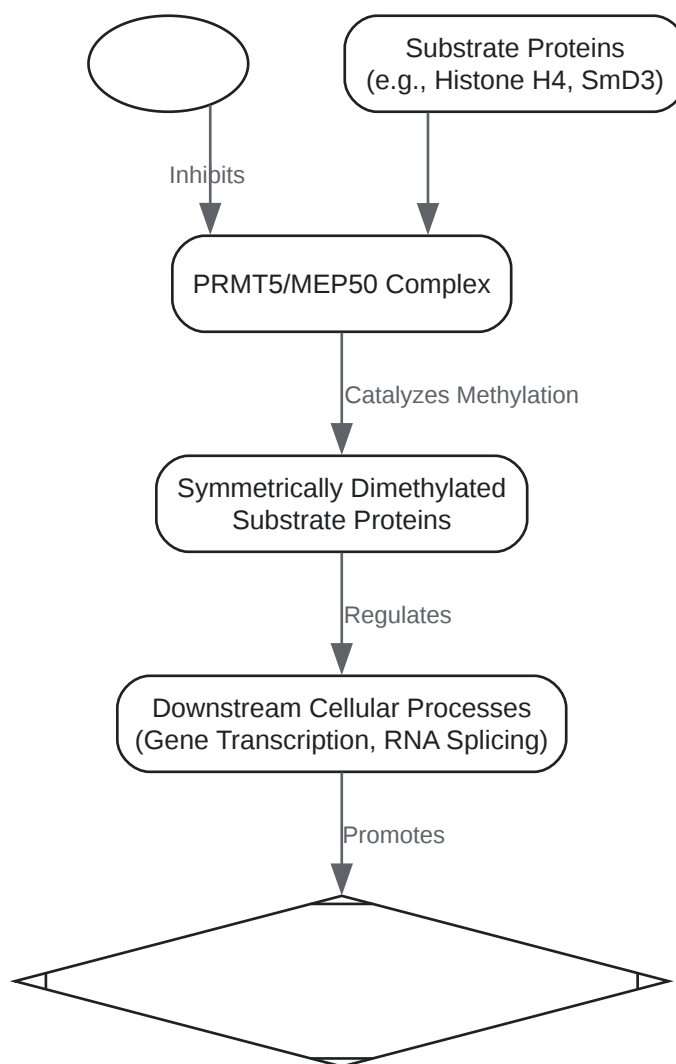 Substrate Proteins
(e.g., Histone H4, SmD3)
Inhibits
PRMT5/MEP50 Complex
Catalyzes Methylation
Symmetrically Dimethylated
Substrate Proteins
Regulates
Downstream Cellular Processes
(Gene Transcription, RNA Splicing)
Promotes